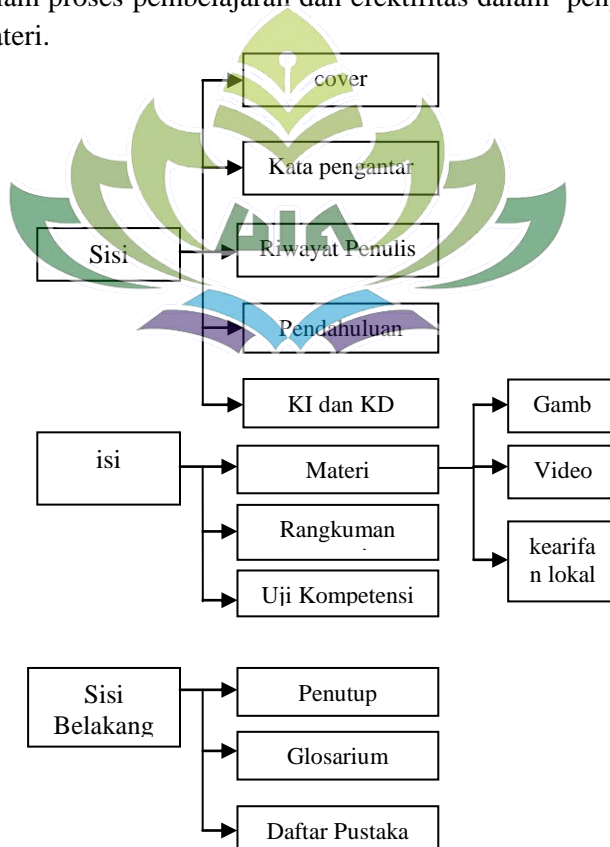 dalam proses pembelajaran dan efektifitas dalam
materi.
cover
Kata pengantar
Sisi
Riwayat Penulis
Pendahuluan
KI dan KD
isi
Materi
Rangkuman
Uji Kompetensi
Gamb
Video
kearifa
n lokal
Sisi
Belakang
Penutup
Glosarium
Daftar Pustaka